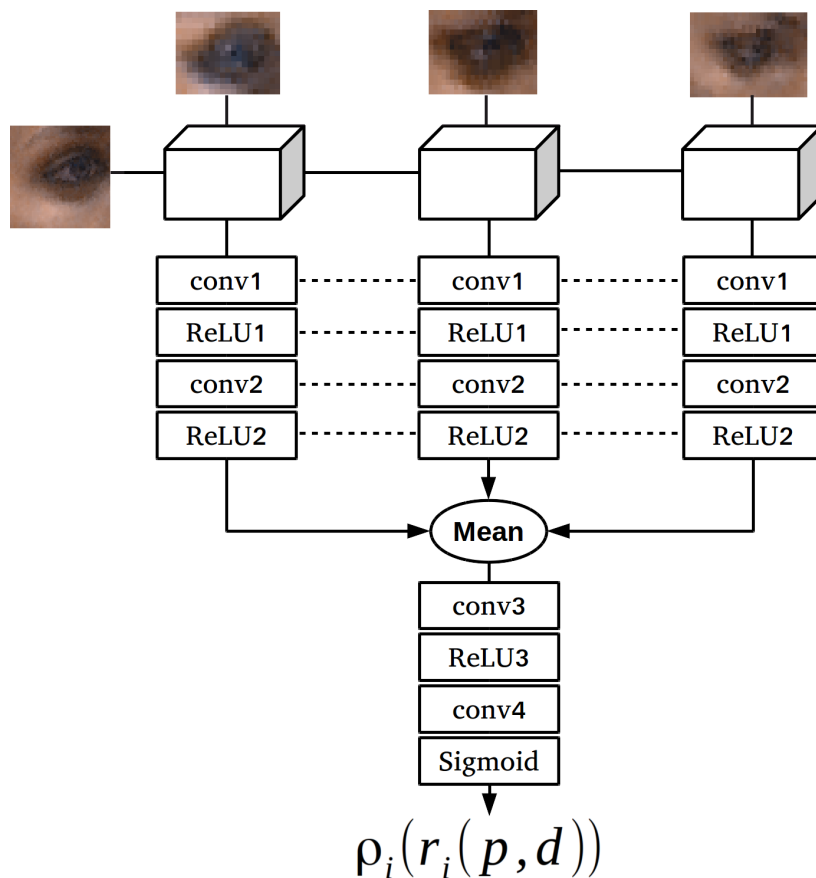 conv1 conv1 conv1
ReLU1 ReLU1 ReLU1
conv2 conv2 conv2
ReLU2 ReLU2 ReLU2
Mean
conv3
ReLU3
conv4
Sigmoid
ρᵢ(rᵢ(p,d))